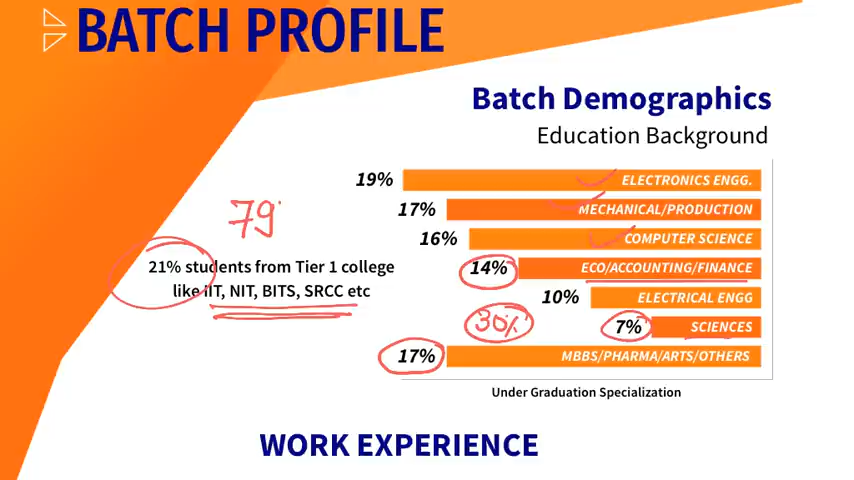 BATCH PROFILE
Batch Demographics
Education Background
19% ELECTRONICS ENGG.
17% MECHANICAL/PRODUCTION
16% COMPUTER SCIENCE
14% ECO/ACCOUNTING/FINANCE
10% ELECTRICAL ENGG
7% SCIENCES
17% MBBS/PHARMA/ARTS/OTHERS
Under Graduation Specialization
79
21% students from Tier 1 college
like IIT, NIT, BITS, SRCC etc
30%
WORK EXPERIENCE